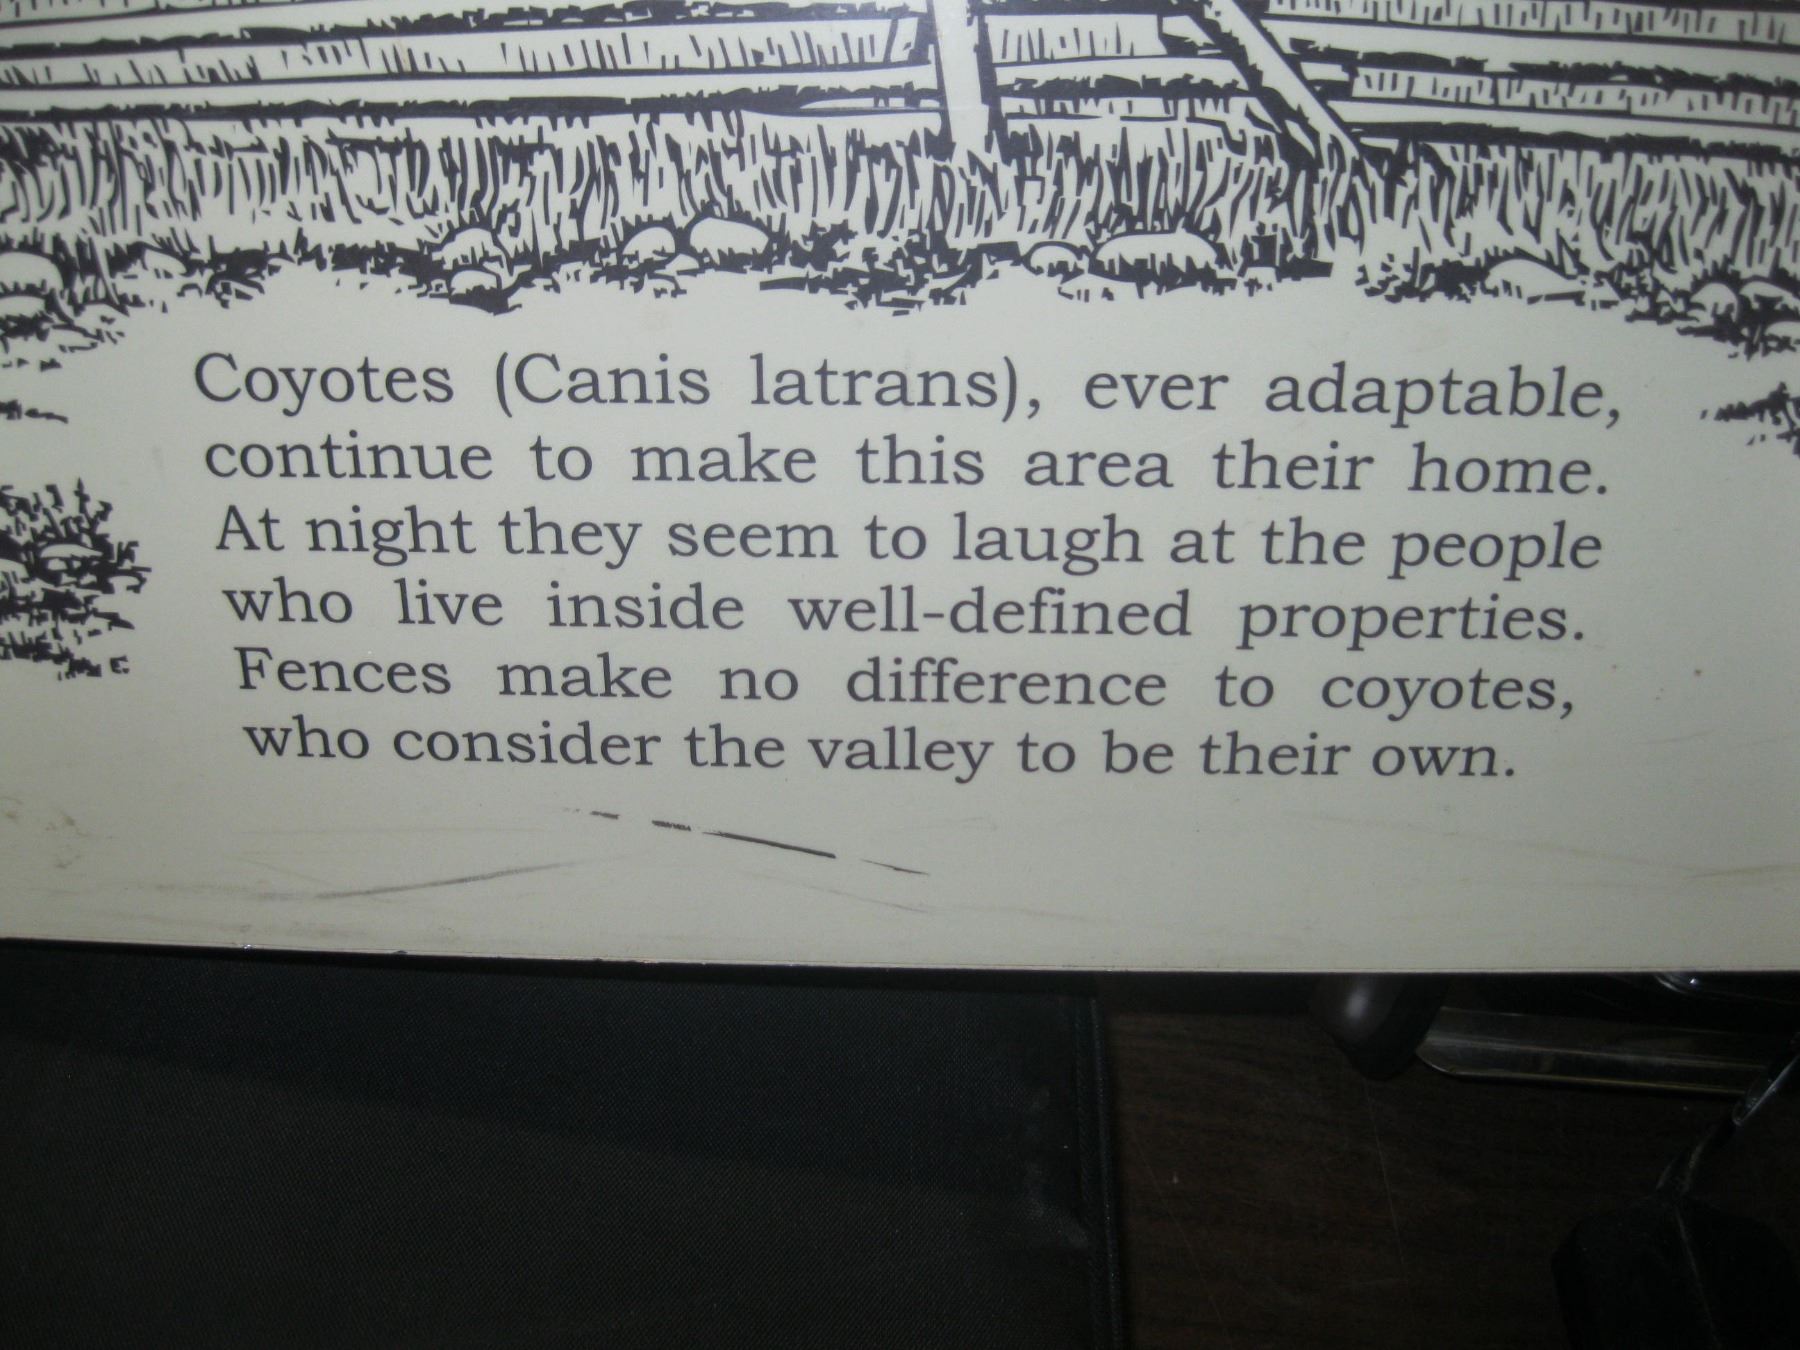 Coyotes (Canis latrans), ever adaptable,
continue to make this area their home.
At night they seem to laugh at the people
who live inside well-defined properties.
Fences make no difference to coyotes,
who consider the valley to be their own.